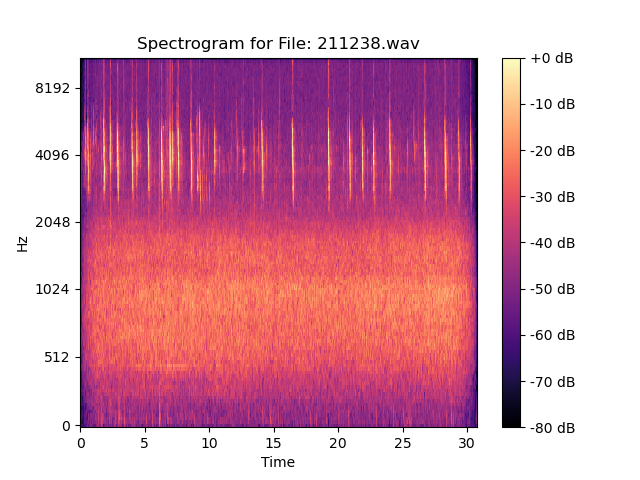 Spectrogram for File: 211238.wav
8192
4096
2048
1024
512
0
Hz
0 5 10 15 20 25 30
Time
+0 dB
-10 dB
-20 dB
-30 dB
-40 dB
-50 dB
-60 dB
-70 dB
-80 dB